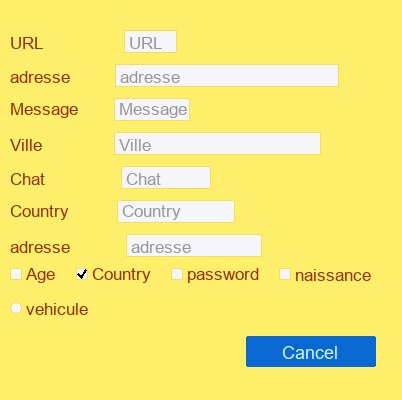 URL URL
adresse adresse
Message Message
Ville Ville
Chat Chat
Country Country
adresse adresse
Age Country password naissance
vehicule
Cancel